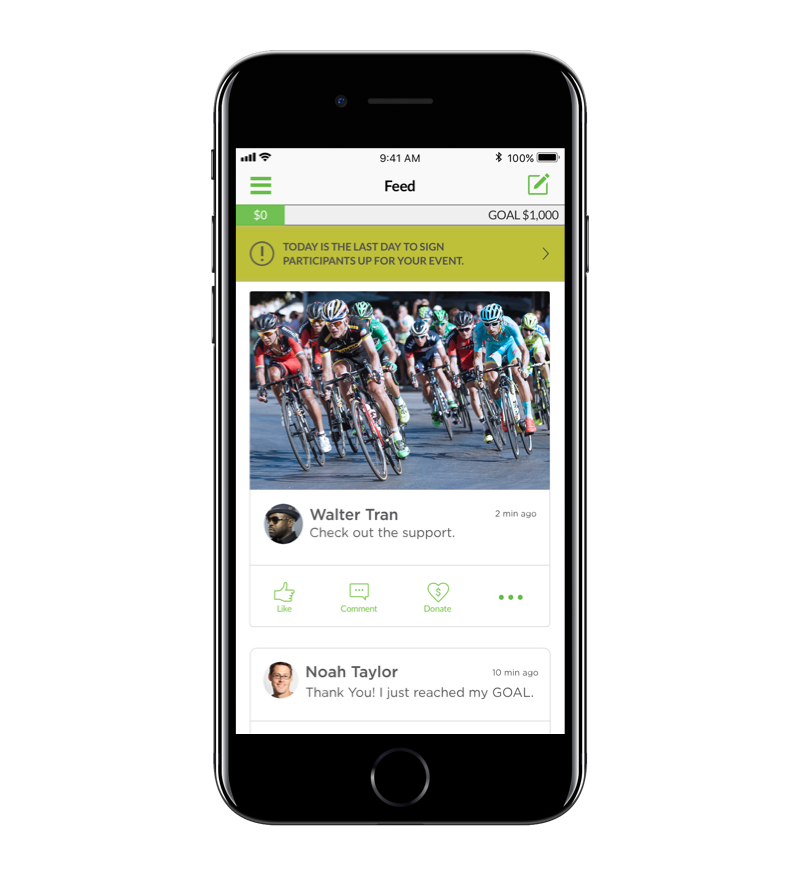 9:41 AM
100%
Feed
$0
GOAL $1,000
TODAY IS THE LAST DAY TO SIGN
PARTICIPANTS UP FOR YOUR EVENT.
Walter Tran
2 min ago
Check out the support.
Like
Comment
$
Donate
Noah Taylor
10 min ago
Thank You! I just reached my GOAL.